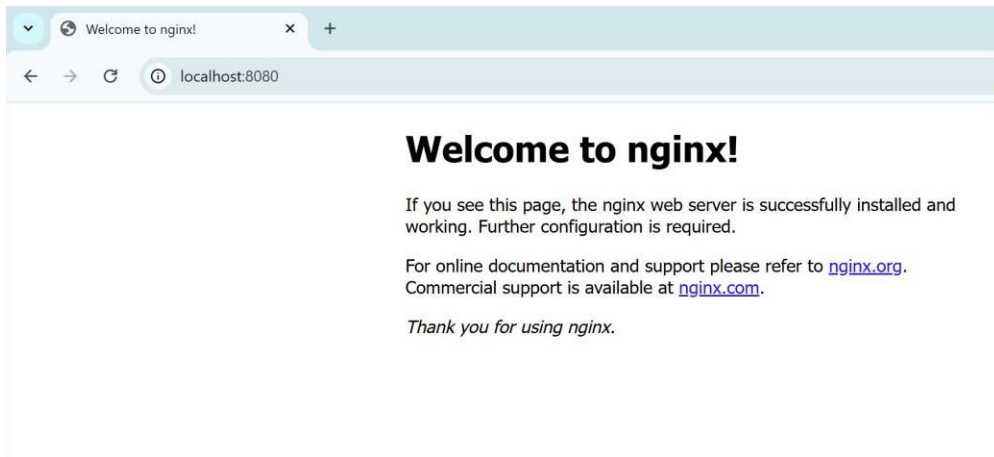 Welcome to nginx!
localhost:8080
Welcome to nginx!
If you see this page, the nginx web server is successfully installed and
working. Further configuration is required.
For online documentation and support please refer to nginx.org.
Commercial support is available at nginx.com.
Thank you for using nginx.